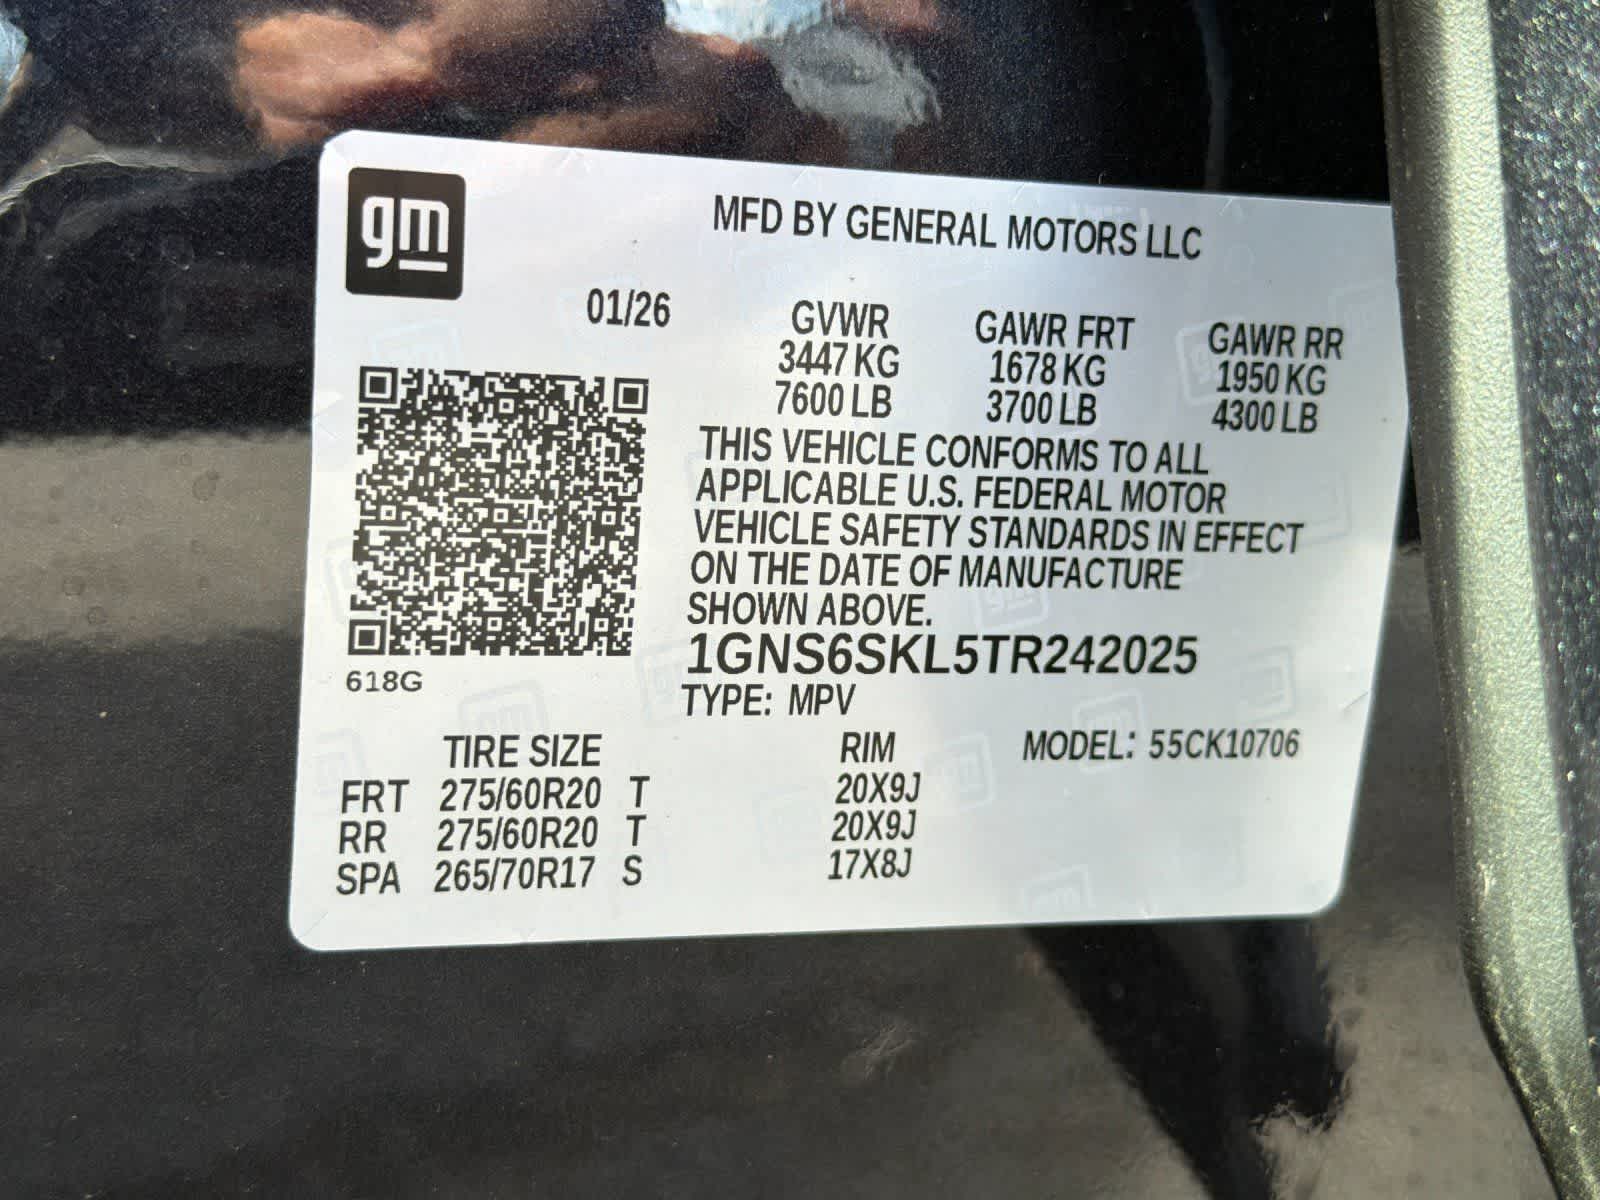 gm
MFD BY GENERAL MOTORS LLC
01/26
GVWR GAWR FRT GAWR RR
3447 KG 1678 KG 1950 KG
7600 LB 3700 LB 4300 LB
THIS VEHICLE CONFORMS TO ALL
APPLICABLE U.S. FEDERAL MOTOR
VEHICLE SAFETY STANDARDS IN EFFECT
ON THE DATE OF MANUFACTURE
SHOWN ABOVE.
1GNS6SKL5TR242025
618G
TYPE: MPV
TIRE SIZE RIM MODEL: 55CK10706
FRT 275/60R20 T 20X9J
RR 275/60R20 T 20X9J
SPA 265/70R17 S 17X8J